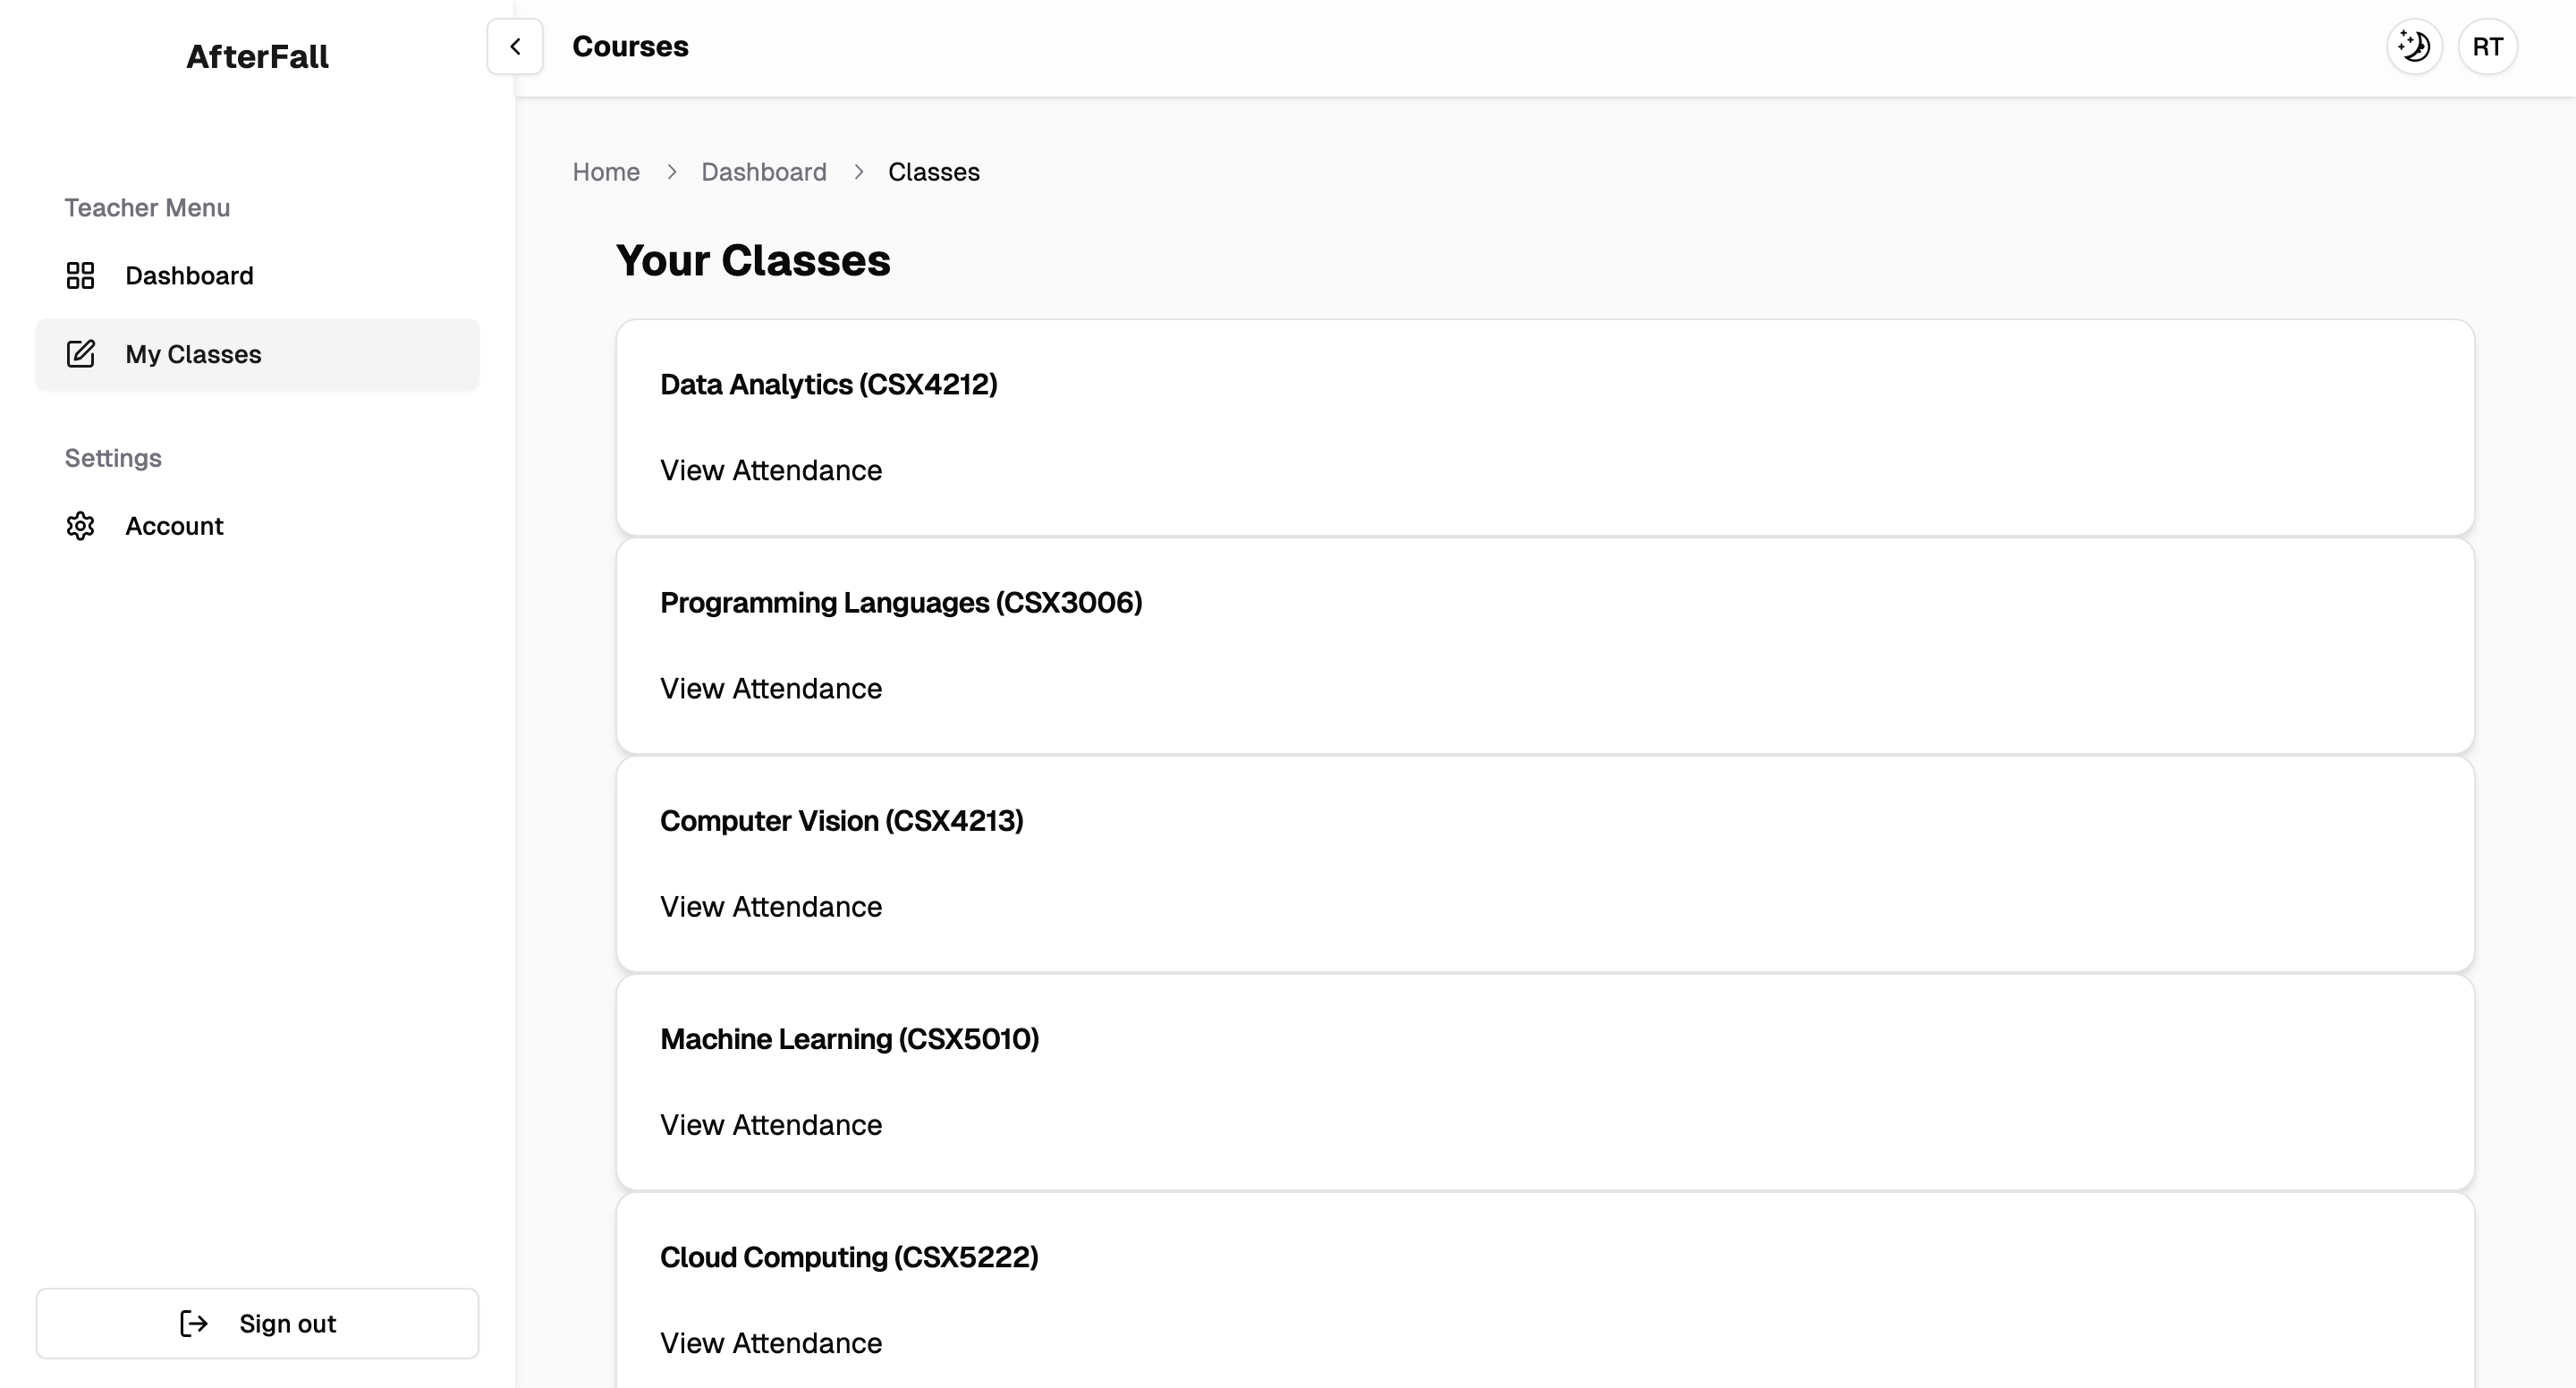 AfterFall
Courses
RT
Home > Dashboard > Classes
Teacher Menu
Dashboard
My Classes
Settings
Account
Sign out
Your Classes
Data Analytics (CSX4212)
View Attendance
Programming Languages (CSX3006)
View Attendance
Computer Vision (CSX4213)
View Attendance
Machine Learning (CSX5010)
View Attendance
Cloud Computing (CSX5222)
View Attendance